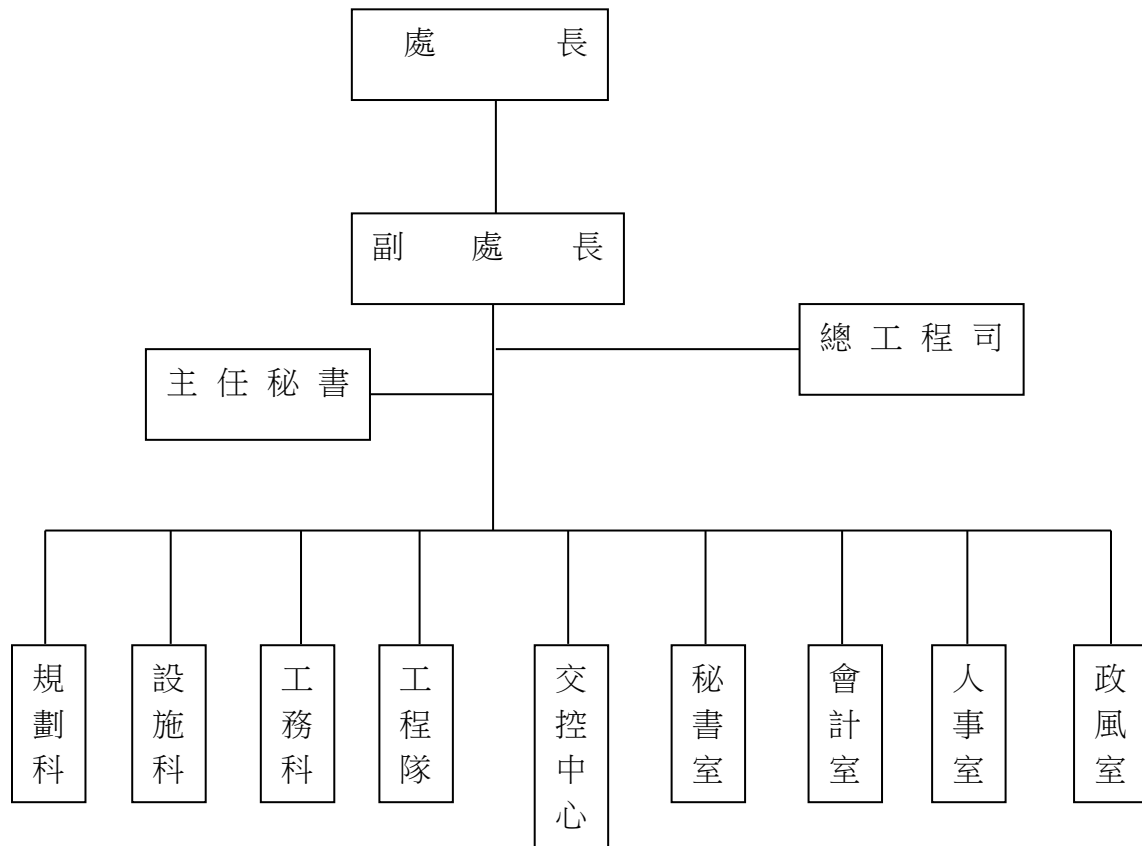 處長
副處長
總工程司
主任秘書
規劃科
設施科
工務科
工程隊
交控中心
秘書室
會計室
人事室
政風室